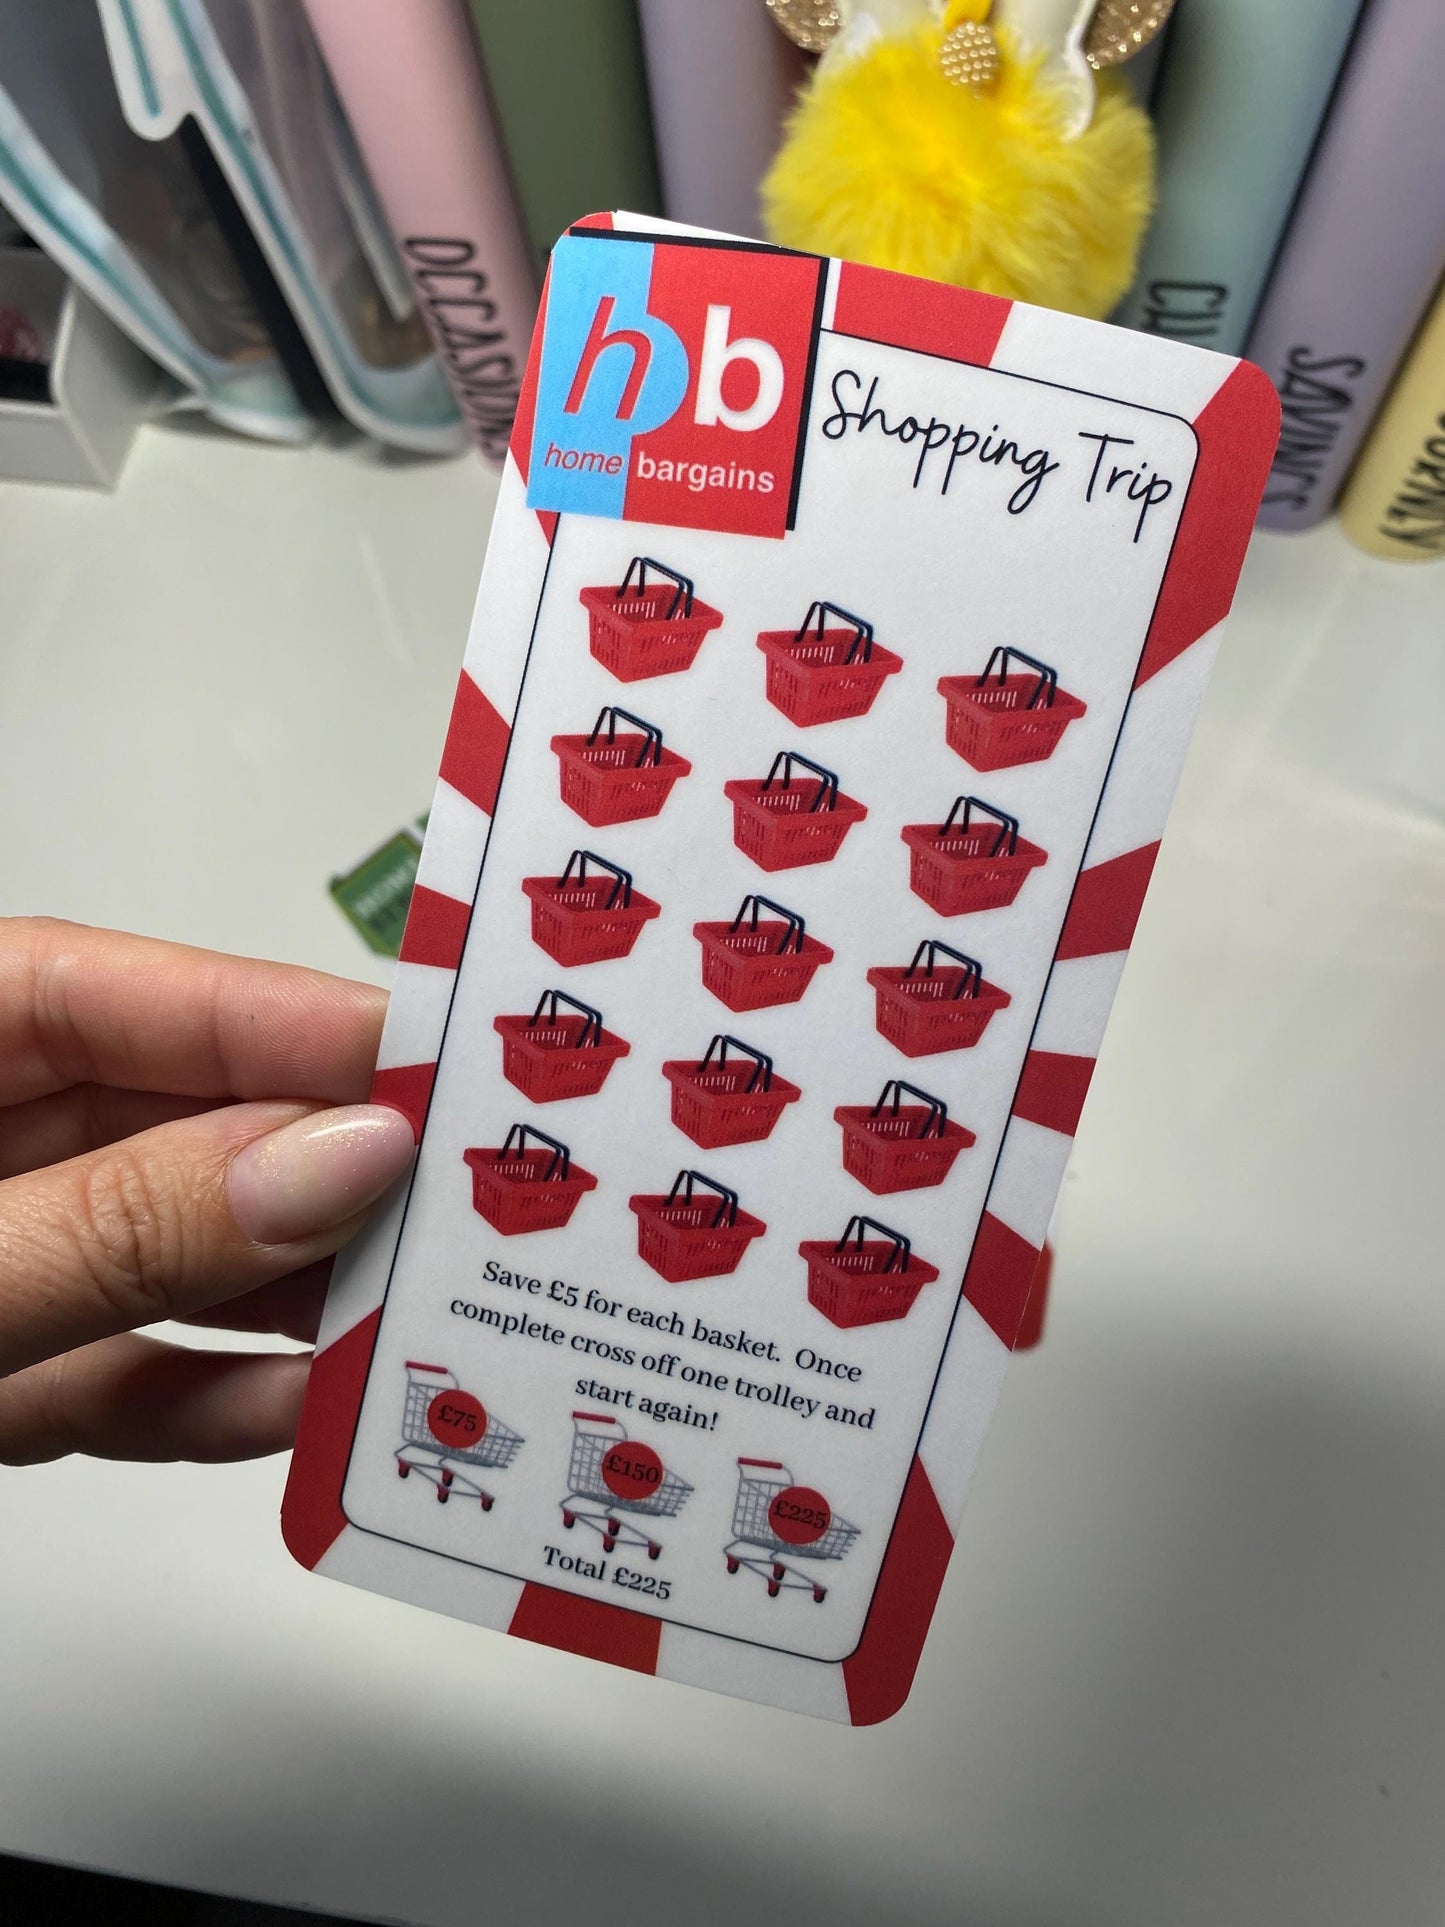 hb
home bargains
Shopping Trip
Save £5 for each basket. Once
complete cross off one trolley and
start again!
£75
£150
£225
Total £225
OCCASIONS
SAVINGS